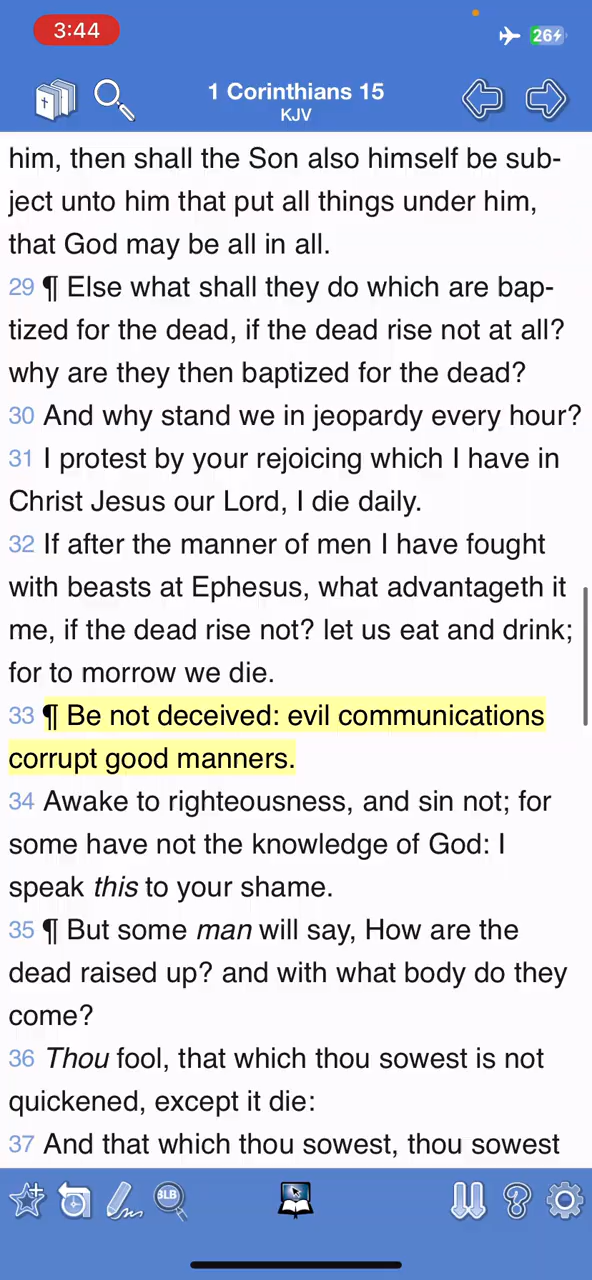 3:44
26
1 Corinthians 15
KJV
him, then shall the Son also himself be sub-
ject unto him that put all things under him,
that God may be all in all.
29 ¶ Else what shall they do which are bap-
tized for the dead, if the dead rise not at all?
why are they then baptized for the dead?
30 And why stand we in jeopardy every hour?
31 I protest by your rejoicing which I have in
Christ Jesus our Lord, I die daily.
32 If after the manner of men I have fought
with beasts at Ephesus, what advantageth it
me, if the dead rise not? let us eat and drink;
for to morrow we die.
33 ¶ Be not deceived: evil communications
corrupt good manners.
34 Awake to righteousness, and sin not; for
some have not the knowledge of God: I
speak this to your shame.
35 ¶ But some man will say, How are the
dead raised up? and with what body do they
come?
36 Thou fool, that which thou sowest is not
quickened, except it die:
37 And that which thou sowest, thou sowest
BLB